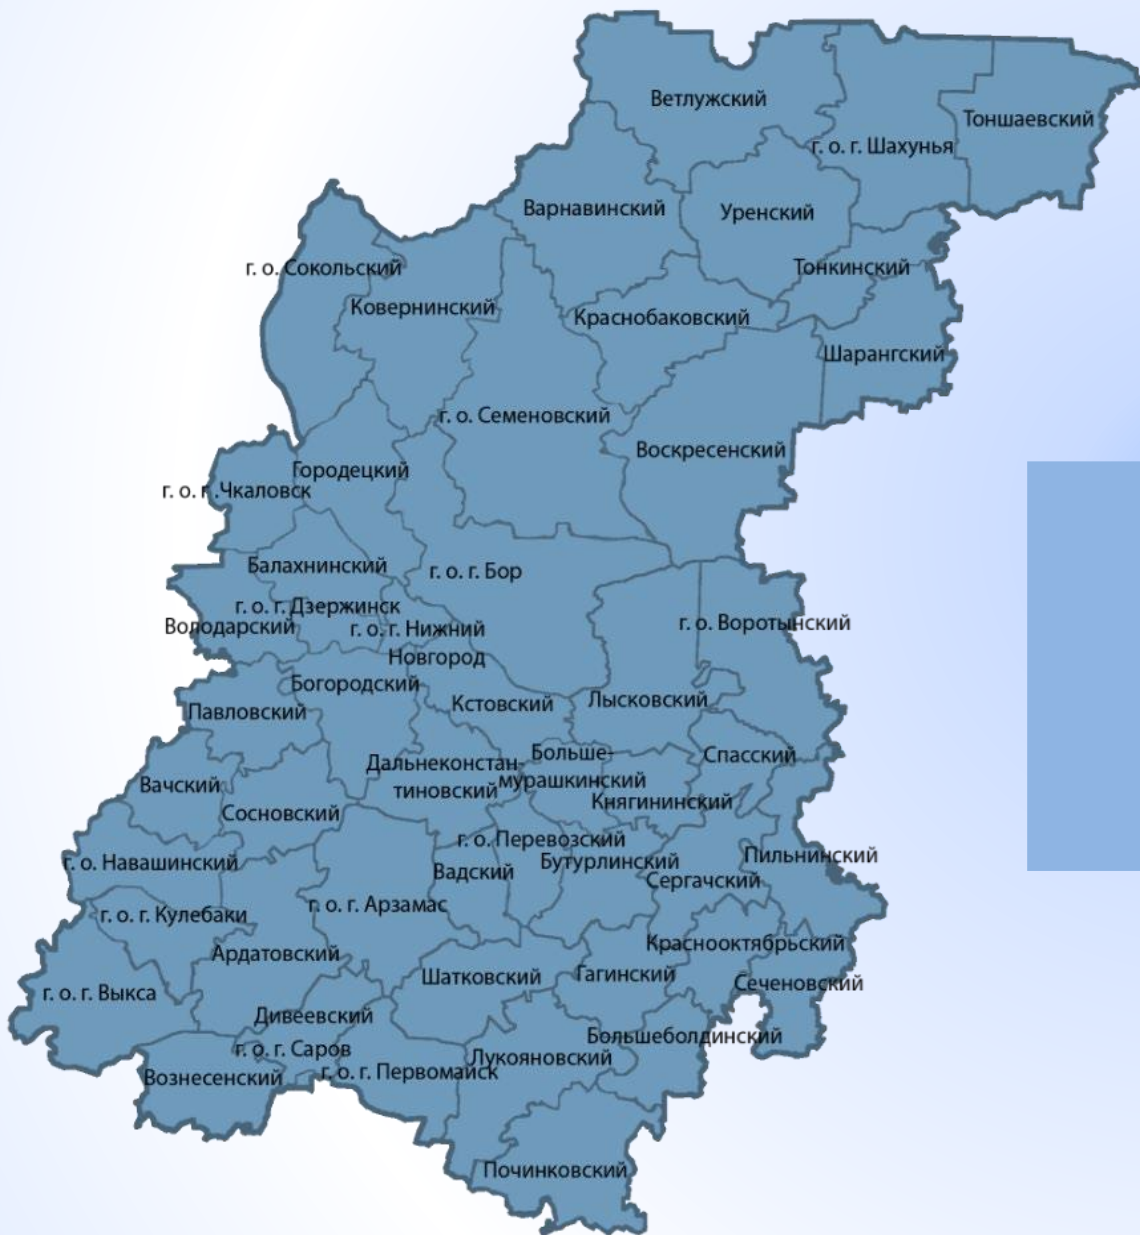 Ветлужский
Тоншаевский
г. о. г. Шахунья
Варнавинский
Уренский
г. о. Сокольский
Тонкинский
Ковернинский
Краснобаковский
Шарангский
г. о. Семеновский
Воскресенский
Городецкий
г. о. г .Чкаловск
Балахнинский
г. о. г. Бор
г. о. г. Дзержинск
Володарский
г. о. г. Нижний
Новгород
г. о. Воротынский
Богородский
Павловский
Кстовский
Лысковский
Дальнеконстан-
тиновский
Больше-
мурашкинский
Спасский
Вачский
Княгининский
Сосновский
г. о. Перевозский
г. о. Навашинский
Вадский
Бутурлинский
Пильнинский
Сергачский
г. о. г. Кулебаки
г. о. г. Арзамас
Краснооктябрьский
Ардатовский
Шатковский
Гагинский
Сеченовский
г. о. г. Выкса
Дивеевский
Большеболдинский
г. о. г. Саров
Лукояновский
Вознесенский
г. о. г. Первомайск
Починковский